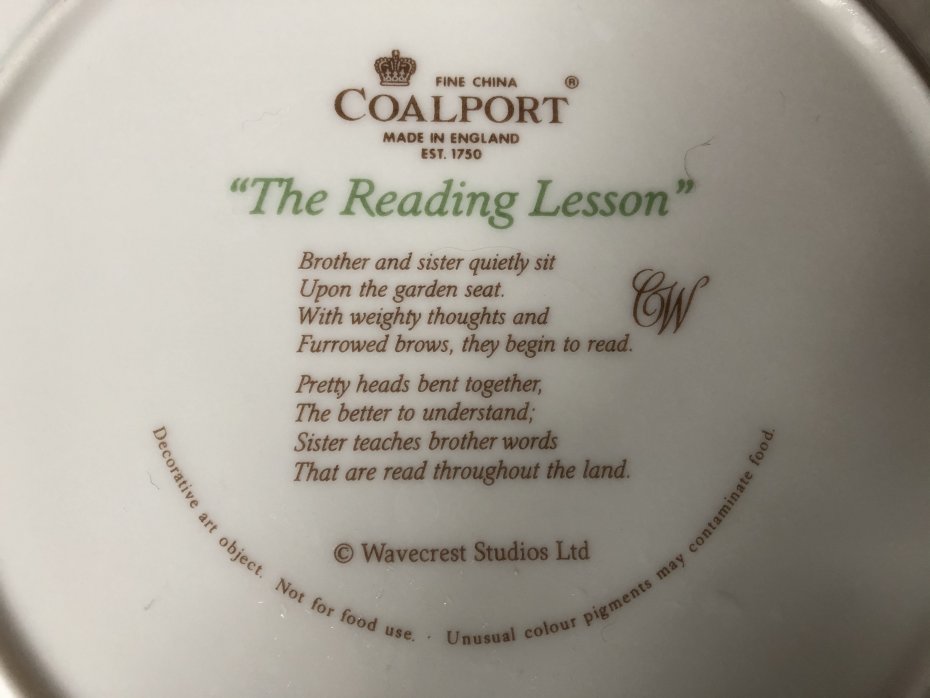 FINE CHINA ®
COALPORT
MADE IN ENGLAND
EST. 1750
“The Reading Lesson”
Brother and sister quietly sit
Upon the garden seat.
With weighty thoughts and
Furrowed brows, they begin to read.
CW
Pretty heads bent together,
The better to understand;
Sister teaches brother words
That are read throughout the land.
© Wavecrest Studios Ltd
Decorative art object. Not for food use. · Unusual colour pigments may contaminate food.